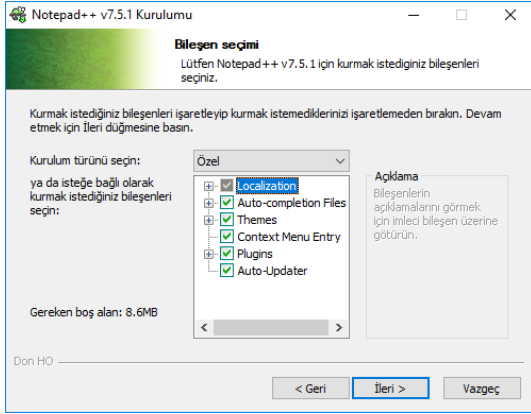 Notepad++ v7.5.1 Kurulumu
Bileşen seçimi
Lütfen Notepad++ v7.5.1 için kurmak istediginiz bileşenleri
seçiniz.
Kurmak istediğiniz bileşenleri işaretleyip kurmak istemediklerinizi işaretlemeden bırakın. Devam
etmek için İleri düğmesine basın.
Kurulum türünü seçin:
Özel
ya da isteğe bağlı olarak
kurmak istediğiniz bileşenleri
seçin:
Localization
Auto-completion Files
Themes
Context Menu Entry
Plugins
Auto-Updater
Açıklama
Bileşenlerin
açıklamalarını görmek
için imleci bileşen üzerine
götürün.
Gereken boş alan: 8.6MB
Don HO
< Geri
İleri >
Vazgeç